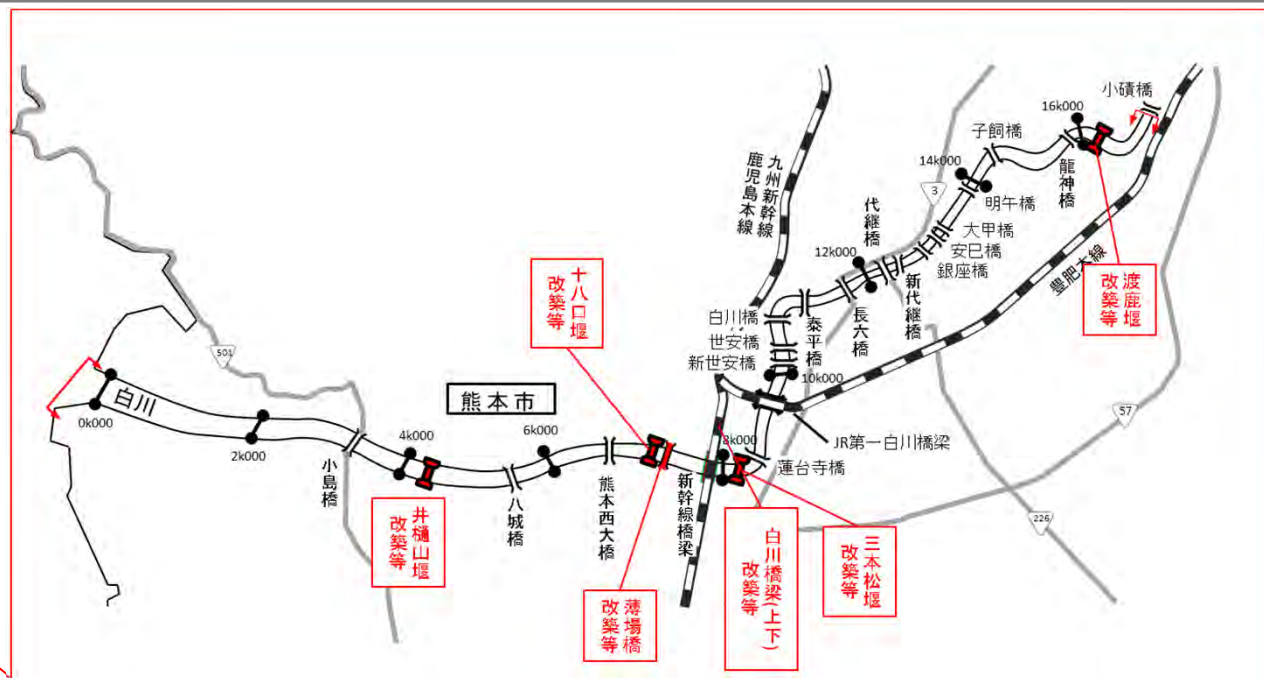 小磧橋
16k000
子飼橋
龍神橋
14k000
明午橋
3
九州新幹線
鹿児島本線
代継橋
大甲橋
安巳橋
銀座橋
12k000
新代継橋
豊肥本線
渡鹿堰
改築等
十八口堰
改築等
白川橋
世安橋
新世安橋
泰平橋
長六橋
10k000
501
白川
0k000
2k000
熊本市
小島橋
4k000
6k000
八城橋
熊本西大橋
新幹線橋梁
8k000
蓮台寺橋
JR第一白川橋梁
57
226
井樋山堰
改築等
薄場橋
改築等
白川橋梁(上下)
改築等
三本松堰
改築等